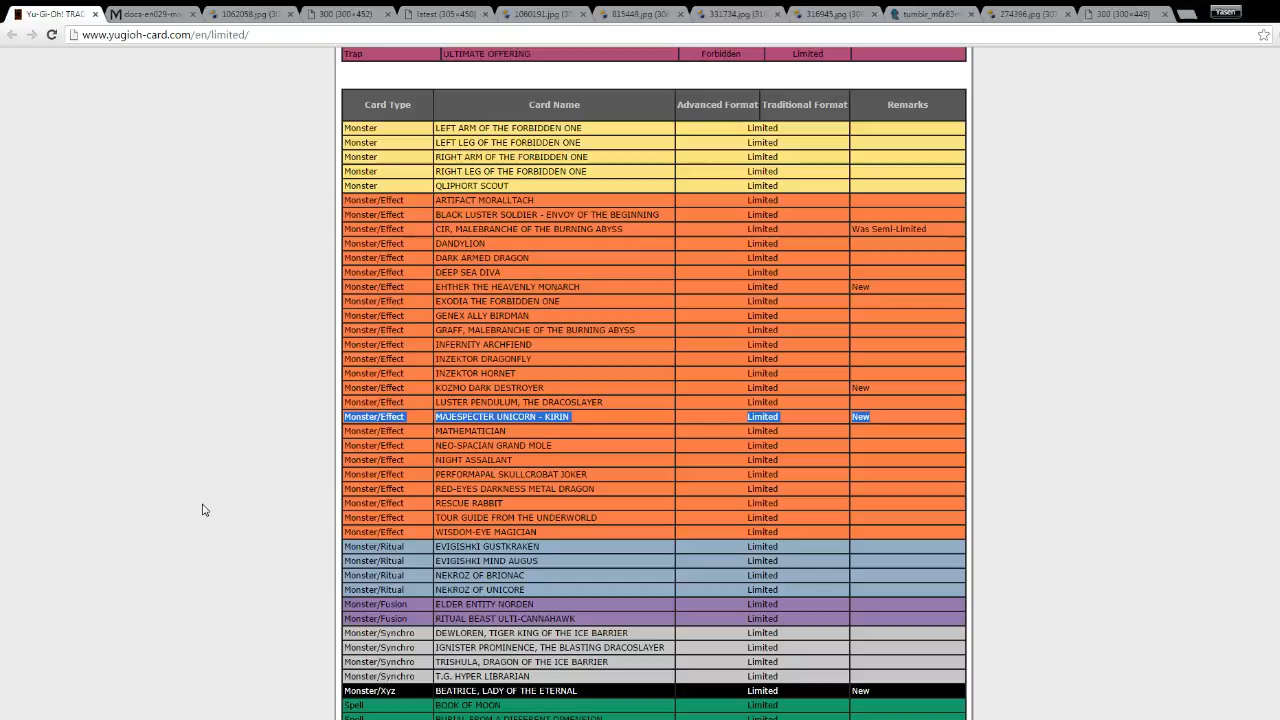 Yu-Gi-Oh! TRAD
docs-en029-ma
1062058.jpg (30
300 (300×452)
latest (305×450)
1060191.jpg (30
815449.jpg (30
331734.jpg (31
316945.jpg (30
tumblr_m6r83m
274396.jpg (30
300 (300×449)
Yasen
www.yugioh-card.com/en/limited/
Trap ULTIMATE OFFERING Forbidden Limited
Card Type Card Name Advanced Format Traditional Format Remarks
Monster LEFT ARM OF THE FORBIDDEN ONE Limited
Monster LEFT LEG OF THE FORBIDDEN ONE Limited
Monster RIGHT ARM OF THE FORBIDDEN ONE Limited
Monster RIGHT LEG OF THE FORBIDDEN ONE Limited
Monster QLIPHORT SCOUT Limited
Monster/Effect ARTIFACT MORALLTACH Limited
Monster/Effect BLACK LUSTER SOLDIER - ENVOY OF THE BEGINNING Limited
Monster/Effect CIR, MALEBRANCHE OF THE BURNING ABYSS Limited Was Semi-Limited
Monster/Effect DANDYLION Limited
Monster/Effect DARK ARMED DRAGON Limited
Monster/Effect DEEP SEA DIVA Limited
Monster/Effect EHTHER THE HEAVENLY MONARCH Limited New
Monster/Effect EXODIA THE FORBIDDEN ONE Limited
Monster/Effect GENEX ALLY BIRDMAN Limited
Monster/Effect GRAFF, MALEBRANCHE OF THE BURNING ABYSS Limited
Monster/Effect INFERNITY ARCHFIEND Limited
Monster/Effect INZEKTOR DRAGONFLY Limited
Monster/Effect INZEKTOR HORNET Limited
Monster/Effect KOZMO DARK DESTROYER Limited New
Monster/Effect LUSTER PENDULUM, THE DRACOSLAYER Limited
Monster/Effect MAJESPECTER UNICORN - KIRIN Limited New
Monster/Effect MATHEMATICIAN Limited
Monster/Effect NEO-SPACIAN GRAND MOLE Limited
Monster/Effect NIGHT ASSAILANT Limited
Monster/Effect PERFORMAPAL SKULLCROBAT JOKER Limited
Monster/Effect RED-EYES DARKNESS METAL DRAGON Limited
Monster/Effect RESCUE RABBIT Limited
Monster/Effect TOUR GUIDE FROM THE UNDERWORLD Limited
Monster/Effect WISDOM-EYE MAGICIAN Limited
Monster/Ritual EVIGISHKI GUSTKRAKEN Limited
Monster/Ritual EVIGISHKI MIND AUGUS Limited
Monster/Ritual NEKROZ OF BRIONAC Limited
Monster/Ritual NEKROZ OF UNICORE Limited
Monster/Fusion ELDER ENTITY NORDEN Limited
Monster/Fusion RITUAL BEAST ULTI-CANNAHAWK Limited
Monster/Synchro DEWLOREN, TIGER KING OF THE ICE BARRIER Limited
Monster/Synchro IGNISTER PROMINENCE, THE BLASTING DRACOSLAYER Limited
Monster/Synchro TRISHULA, DRAGON OF THE ICE BARRIER Limited
Monster/Synchro T.G. HYPER LIBRARIAN Limited
Monster/Xyz BEATRICE, LADY OF THE ETERNAL Limited New
Spell BOOK OF MOON Limited
Spell BURIAL FROM A DIFFERENT DIMENSION Limited